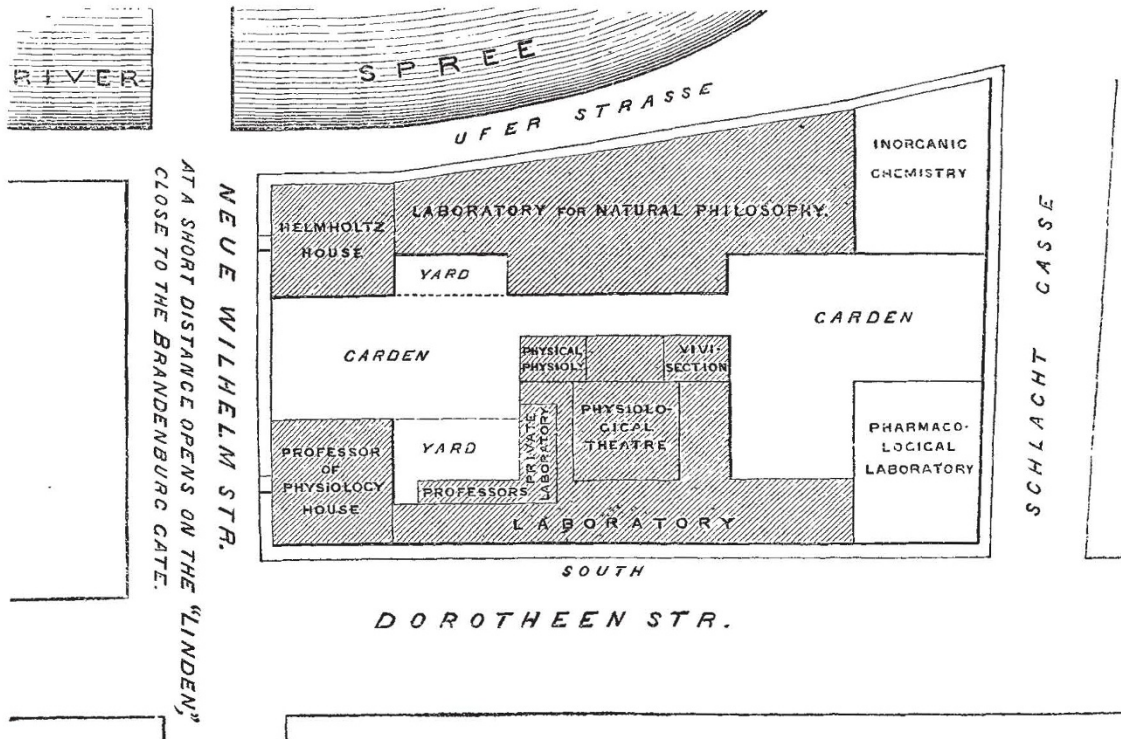 RIVER.
SPREE
UFER STRASSE
INORGANIC
CHEMISTRY
HELMHOLTZ
HOUSE
LABORATORY FOR NATURAL PHILOSOPHY.
YARD
GARDEN
GARDEN
PHYSICAL
PHYSIOL:
VIVI-
SECTION
PHYSIOLO-
GICAL
THEATRE
PRIVATE
LABORATORY
YARD
PROFESSORS
PROFESSOR
OF
PHYSIOLOGY
HOUSE
PHARMACO-
LOGICAL
LABORATORY
LABORATORY
SOUTH
DOROTHEEN STR.
NEUE WILHELM STR.
AT A SHORT DISTANCE OPENS ON THE "LINDEN,"
CLOSE TO THE BRANDENBURG GATE.
SCHLACHT GASSE